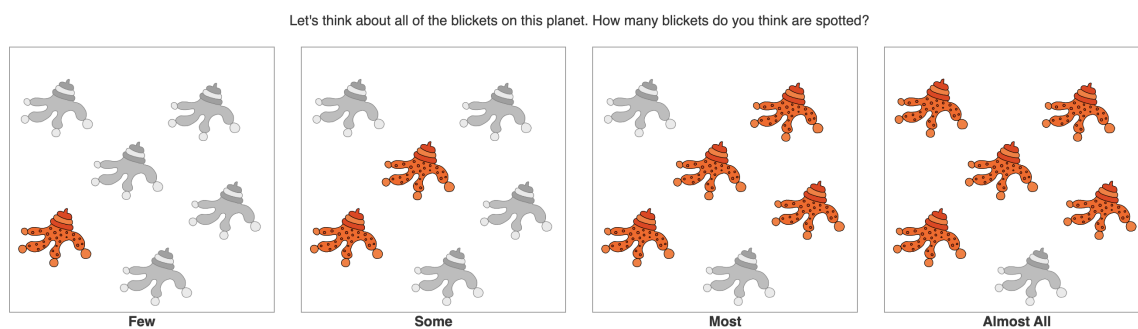 Let's think about all of the blickets on this planet. How many blickets do you think are spotted?
Few
Some
Most
Almost All